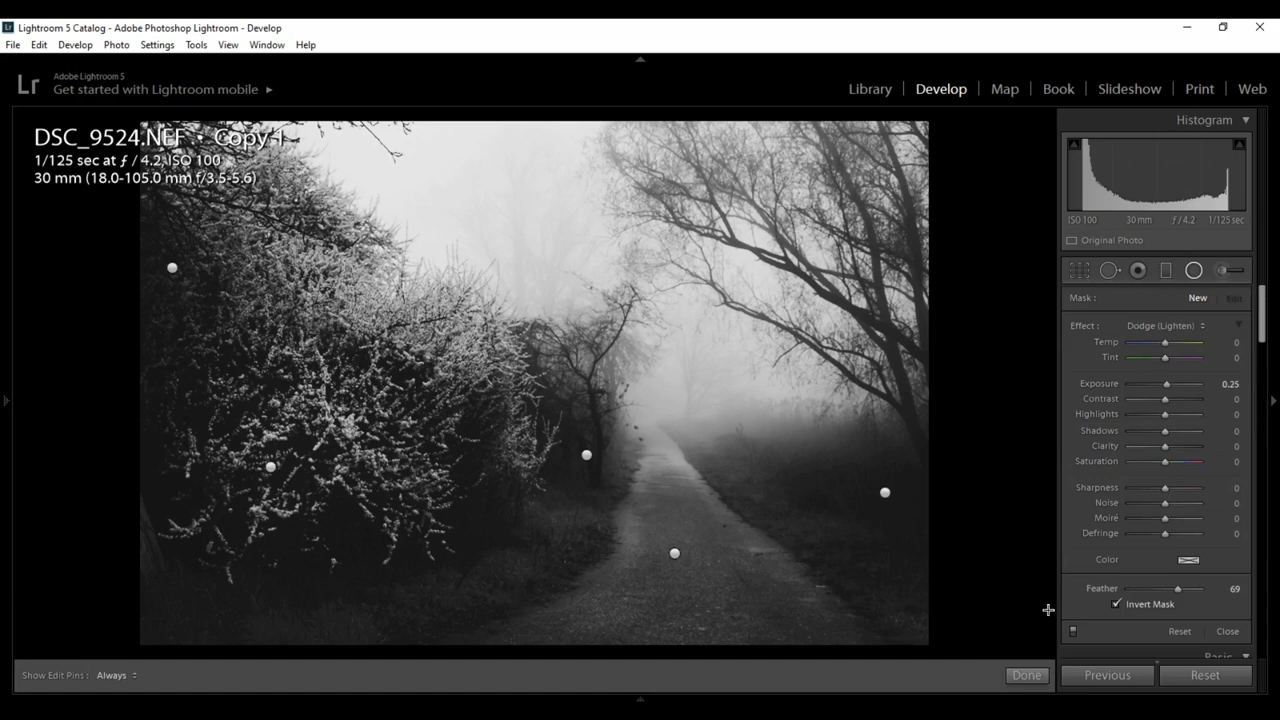 Lightroom 5 Catalog - Adobe Photoshop Lightroom - Develop
File Edit Develop Photo Settings Tools View Window Help
Lr
Adobe Lightroom 5
Get started with Lightroom mobile
Library Develop Map Book Slideshow Print Web
DSC_9524.NEF • Copy 1
1/125 sec at ƒ / 4.2, ISO 100
30 mm (18.0-105.0 mm f/3.5-5.6)
Histogram
ISO 100 30 mm ƒ / 4.2 1/125 sec
Original Photo
Mask : New Edit
Effect : Dodge (Lighten)
Temp 0
Tint 0
Exposure 0.25
Contrast 0
Highlights 0
Shadows 0
Clarity 0
Saturation 0
Sharpness 0
Noise 0
Moiré 0
Defringe 0
Color
Feather 69
Invert Mask
Reset Close
Basic
Show Edit Pins : Always
Done
Previous Reset